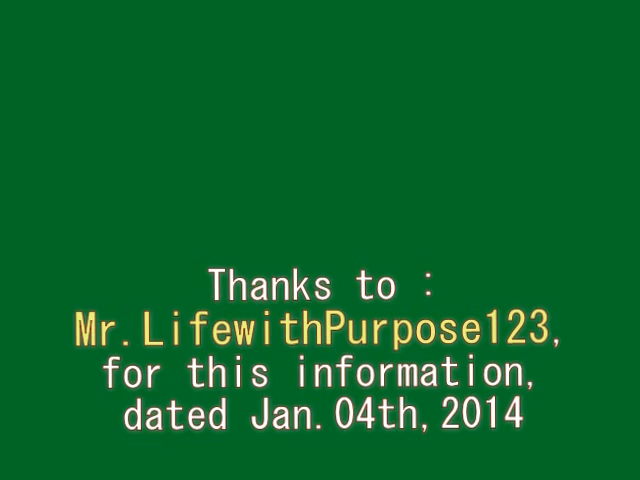 Thanks to :
Mr.LifewithPurpose123,
for this information,
dated Jan.04th,2014